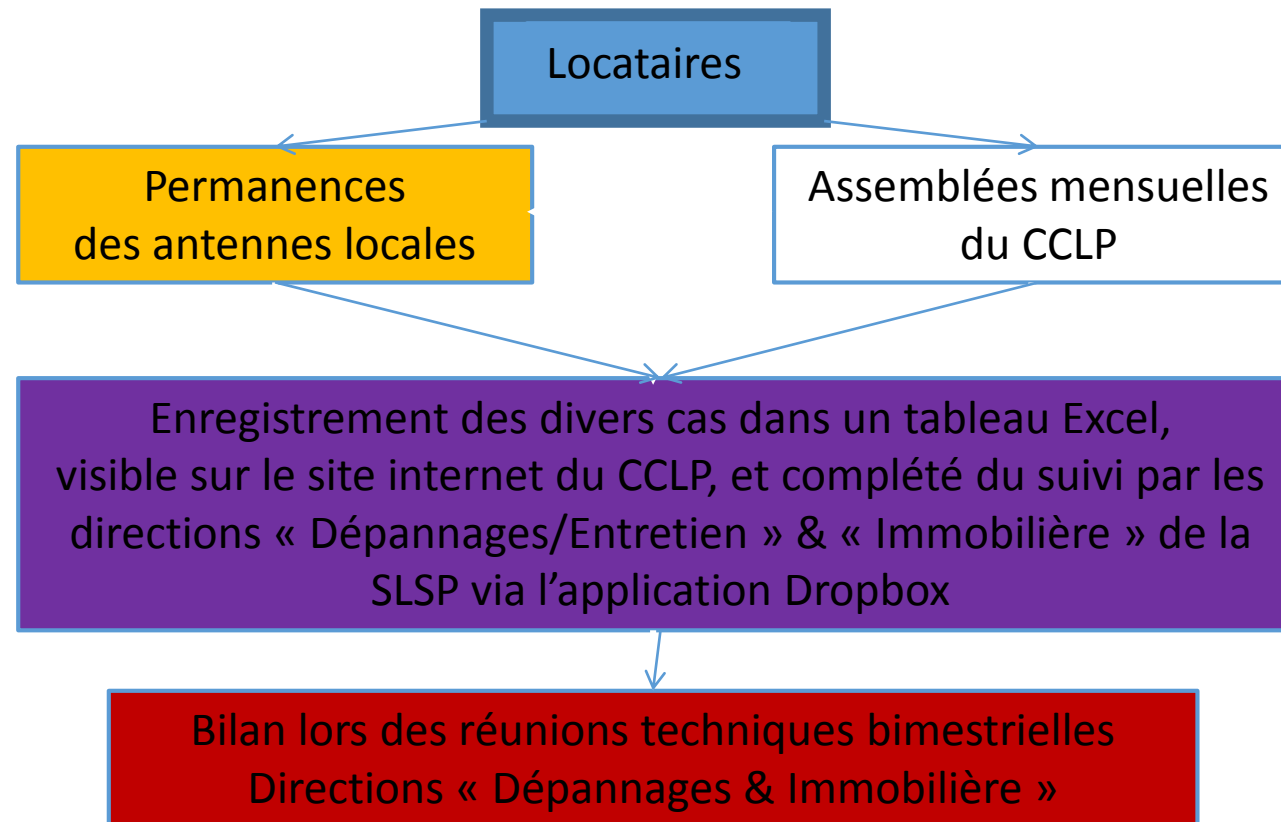 Locataires
Permanences
des antennes locales
Assemblées mensuelles
du CCLP
Enregistrement des divers cas dans un tableau Excel,
visible sur le site internet du CCLP, et complété du suivi par les
directions « Dépannages/Entretien » & « Immobilière » de la
SLSP via l’application Dropbox
Bilan lors des réunions techniques bimestrielles
Directions « Dépannages & Immobilière »